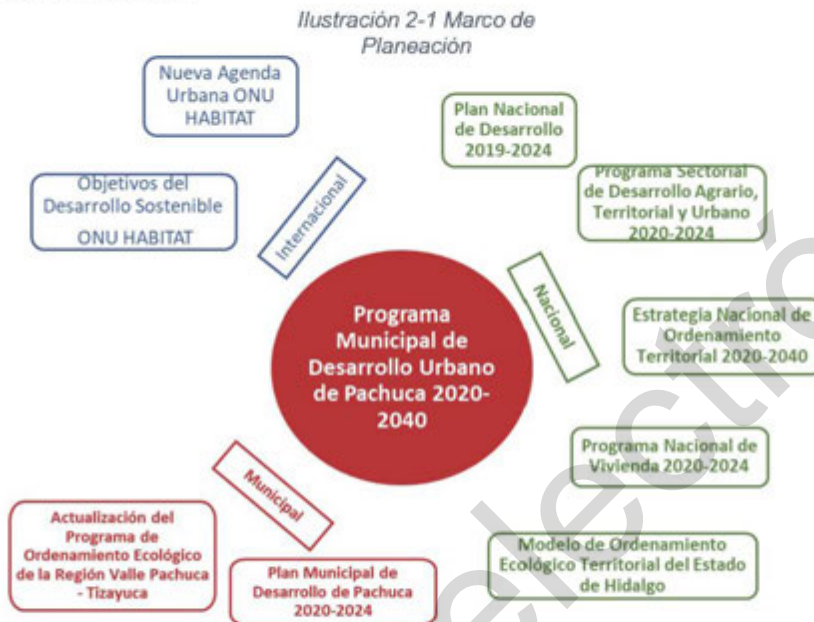 Ilustración 2-1 Marco de
Planeación
Nueva Agenda
Urbana ONU
HABITAT
Objetivos del
Desarrollo Sostenible
ONU HABITAT
Internacional
Plan Nacional
de Desarrollo
2019-2024
Programa Sectorial
de Desarrollo Agrario,
Territorial y Urbano
2020-2024
Nacional
Estrategia Nacional de
Ordenamiento
Territorial 2020-2040
Programa
Municipal de
Desarrollo Urbano
de Pachuca 2020-
2040
Programa Nacional de
Vivienda 2020-2024
Modelo de Ordenamiento
Ecológico Territorial del Estado
de Hidalgo
Municipal
Actualización del
Programa de
Ordenamiento Ecológico
de la Región Valle Pachuca
- Tizayuca
Plan Municipal de
Desarrollo de Pachuca
2020-2024
electró